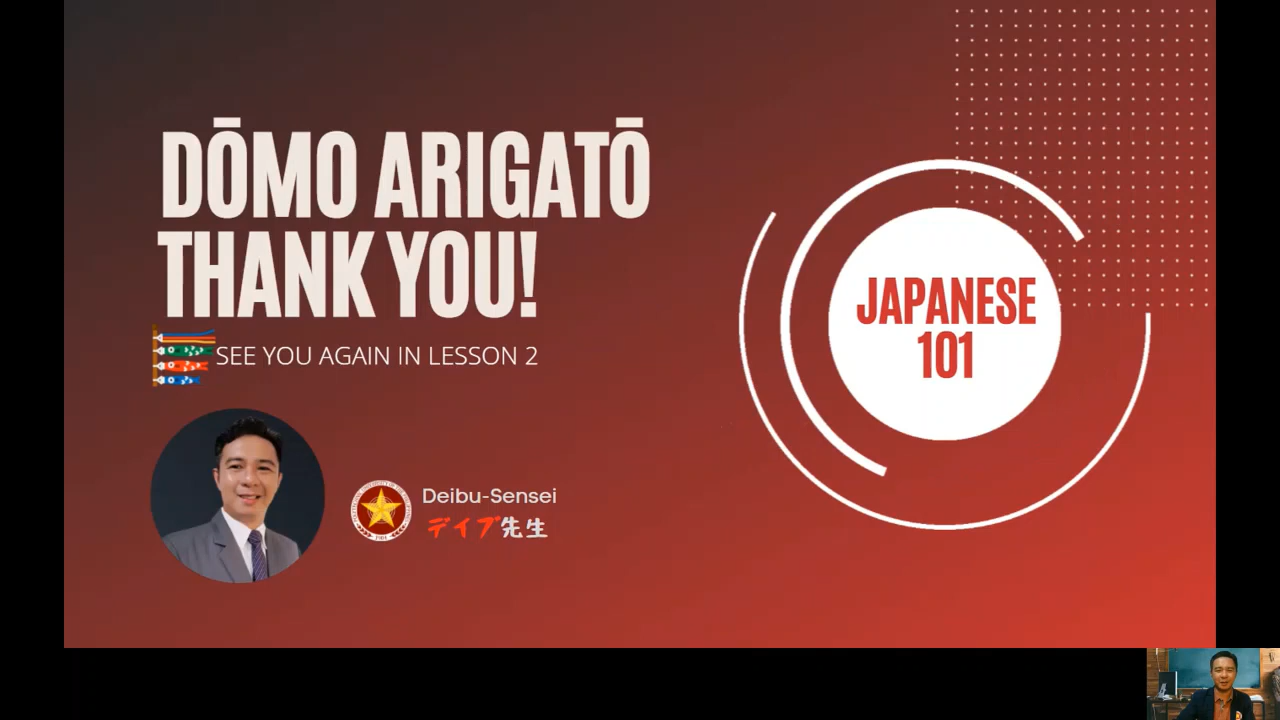 DŌMO ARIGATŌ
THANK YOU!
SEE YOU AGAIN IN LESSON 2
Deibu-Sensei
デイブ先生
JAPANESE
101